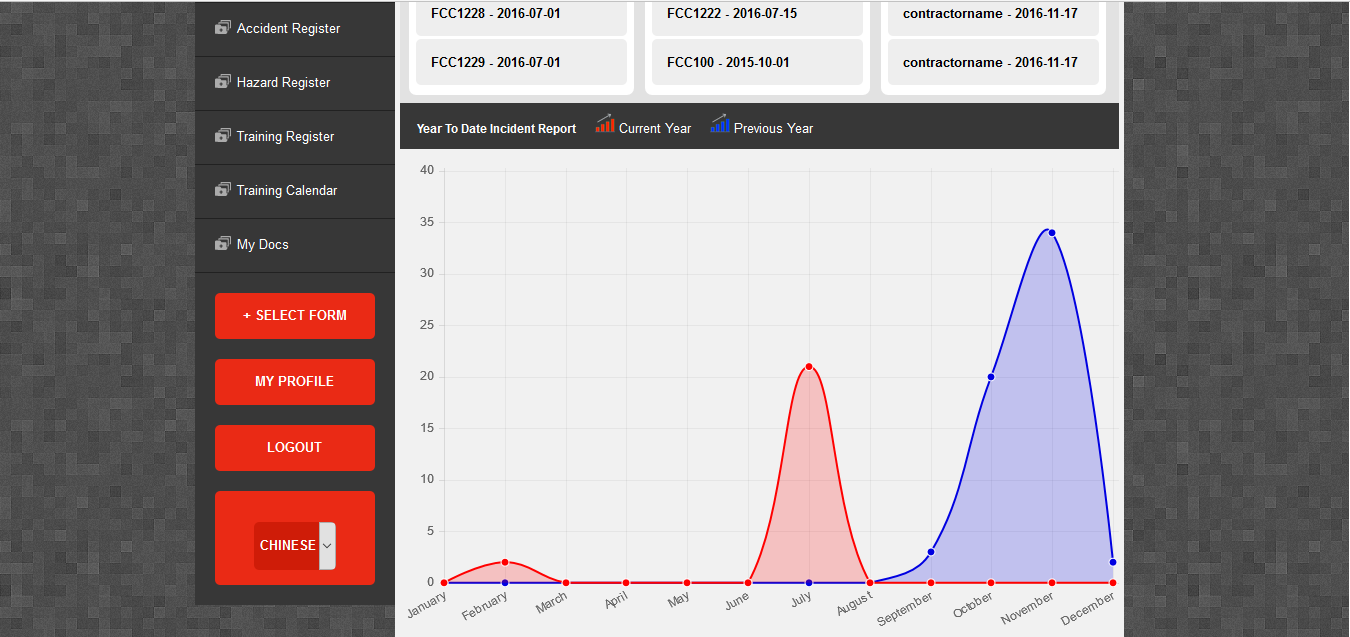 Accident Register
Hazard Register
Training Register
Training Calendar
My Docs
+ SELECT FORM
MY PROFILE
LOGOUT
CHINESE
FCC1228 - 2016-07-01
FCC1222 - 2016-07-15
contractorname - 2016-11-17
FCC1229 - 2016-07-01
FCC100 - 2015-10-01
contractorname - 2016-11-17
Year To Date Incident Report Current Year Previous Year
40
35
30
25
20
15
10
5
0
January February March April May June July August September October November December